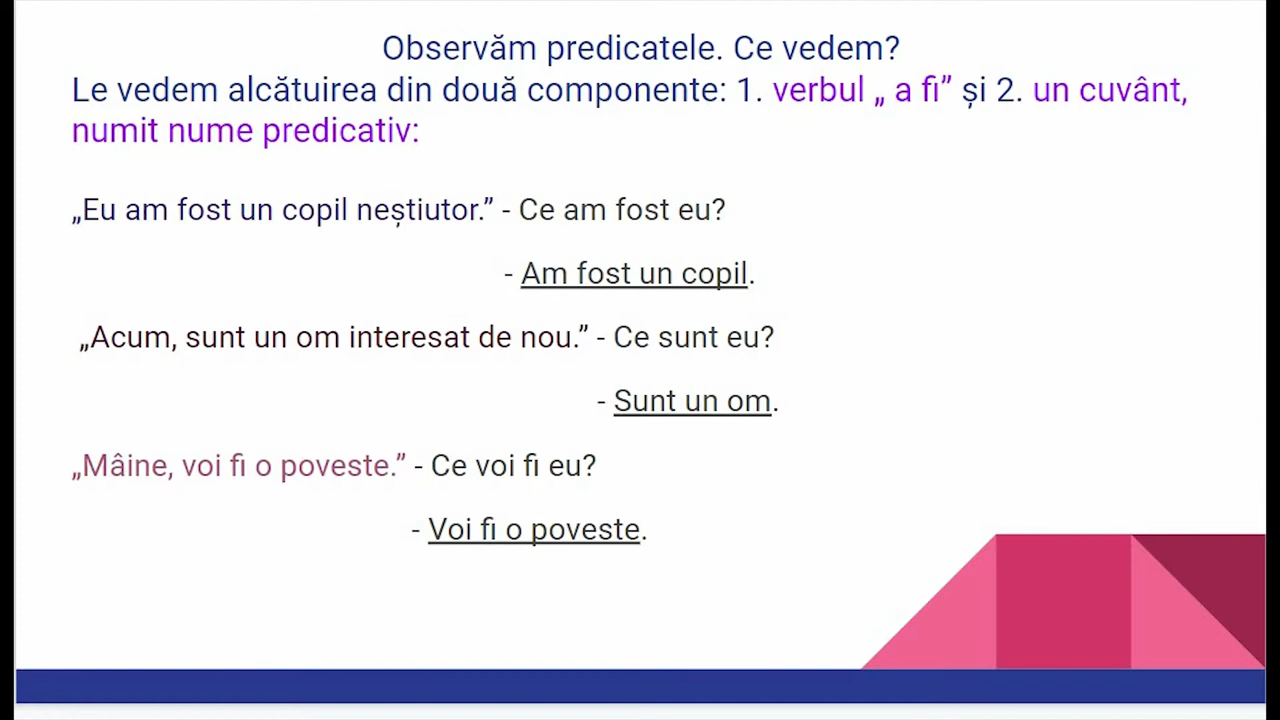 Observăm predicatele. Ce vedem?
Le vedem alcătuirea din două componente: 1. verbul „ a fi” și 2. un cuvânt,
numit nume predicativ:
„Eu am fost un copil neștiutor.” - Ce am fost eu?
- Am fost un copil.
„Acum, sunt un om interesat de nou.” - Ce sunt eu?
- Sunt un om.
„Mâine, voi fi o poveste.” - Ce voi fi eu?
- Voi fi o poveste.